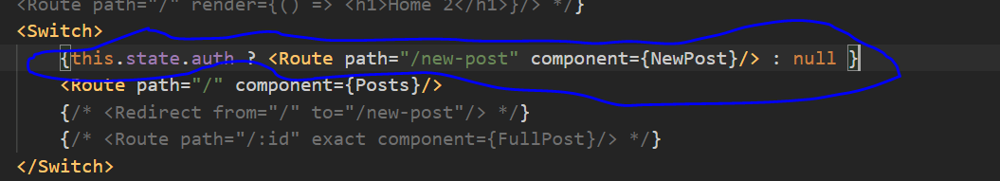 <Route path="/" render={() => <h1>Home 2</h1>}/> */}
<Switch>
{this.state.auth ? <Route path="/new-post" component={NewPost}/> : null }
<Route path="/" component={Posts}/>
{/* <Redirect from="/" to="/new-post"/> */}
{/* <Route path="/:id" exact component={FullPost}/> */}
</Switch>